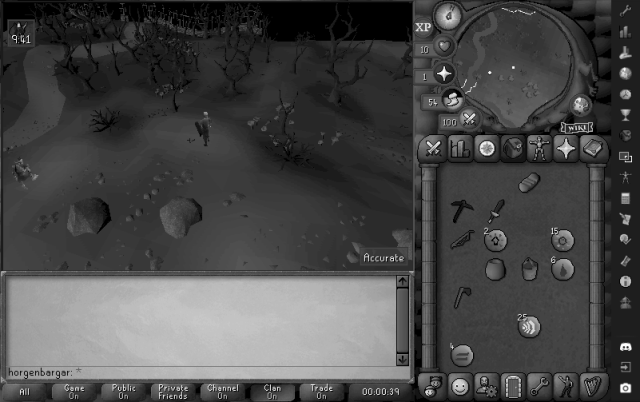 XP
9:41
10
1
54
100
WIKI
2
15
6
25
Accurate
horgenbargar: *
All
Game
On
Public
On
Private
Friends
Channel
On
Clan
On
Trade
On
00:00:39